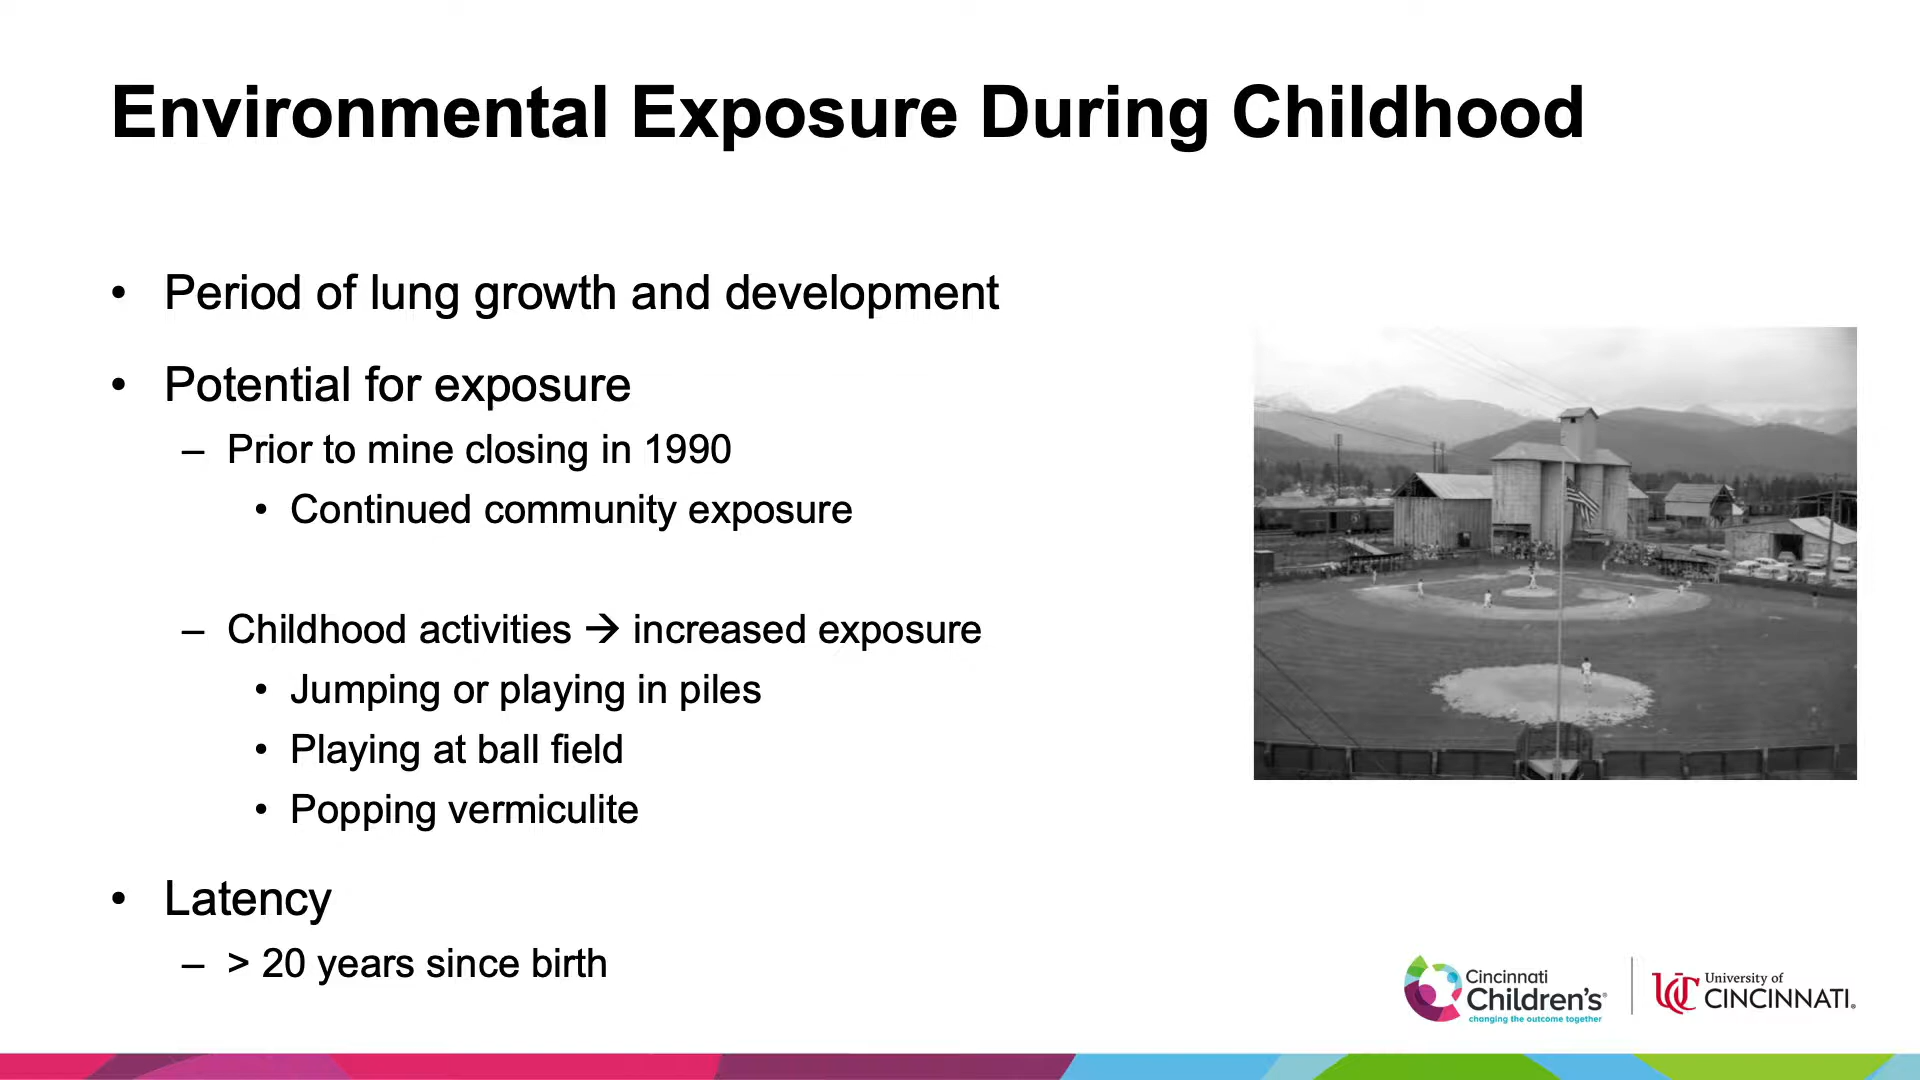 Environmental Exposure During Childhood
• Period of lung growth and development
• Potential for exposure
– Prior to mine closing in 1990
• Continued community exposure
– Childhood activities → increased exposure
• Jumping or playing in piles
• Playing at ball field
• Popping vermiculite
• Latency
– > 20 years since birth
Cincinnati
Children's®
changing the outcome together
UC
University of
CINCINNATI®